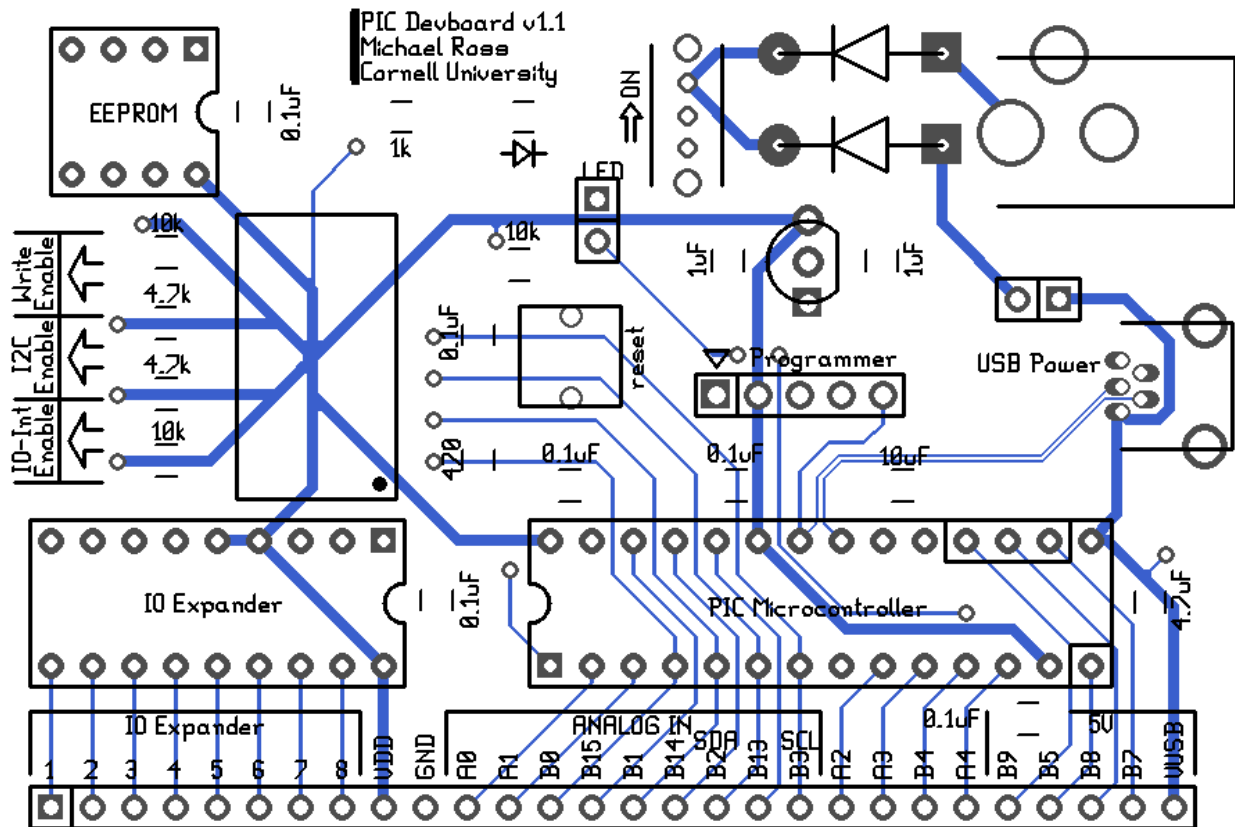 PIC Devboard v1.1
Michael Ross
Cornell University
ON
EEPROM
0.1uF
1k
LED
10k
10k
1uF
1uF
Write
Enable
4.7k
0.1uF
reset
Programmer
USB Power
I2C
Enable
4.7k
IO-Int
Enable
10k
470
0.1uF
0.1uF
10uF
IO Expander
0.1uF
PIC Microcontroller
4.7uF
IO Expander
ANALOG IN
SDA
SCL
0.1uF
5V
1
2
3
4
5
6
7
8
VDD
GND
A0
A1
B0
B15
B1
B14
B2
B13
B3
A2
A3
B4
A4
B9
B5
B8
B7
VUSB